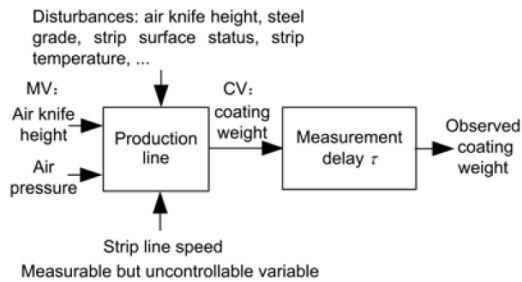 Disturbances: air knife height, steel
grade, strip surface status, strip
temperature, ...
MV:
Air knife
height
Air
pressure
Production
line
CV:
coating
weight
Measurement
delay τ
Observed
coating
weight
Strip line speed
Measurable but uncontrollable variable